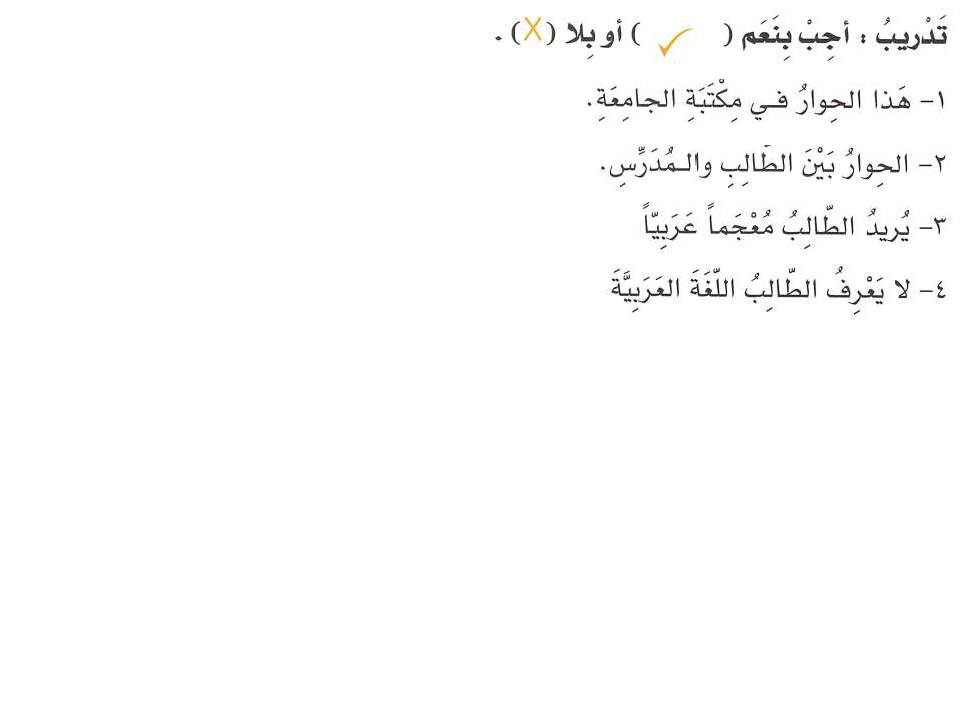 تَدْريبُ : أجِبْ بِنَعَم ( ✓ ) أو بِلا (X) .
١- هَذا الحِوارُ فـي مِكْتَبَةِ الجامِعَةِ.
٢- الحِوارُ بَيْنَ الطَّالِبِ والـمُدَرِّسِ.
٣- يُريدُ الطّالِبُ مُعْجَماً عَرَبِيّاً
٤- لا يَعْرِفُ الطّالِبُ اللّغَةَ العَرَبِيَّةَ